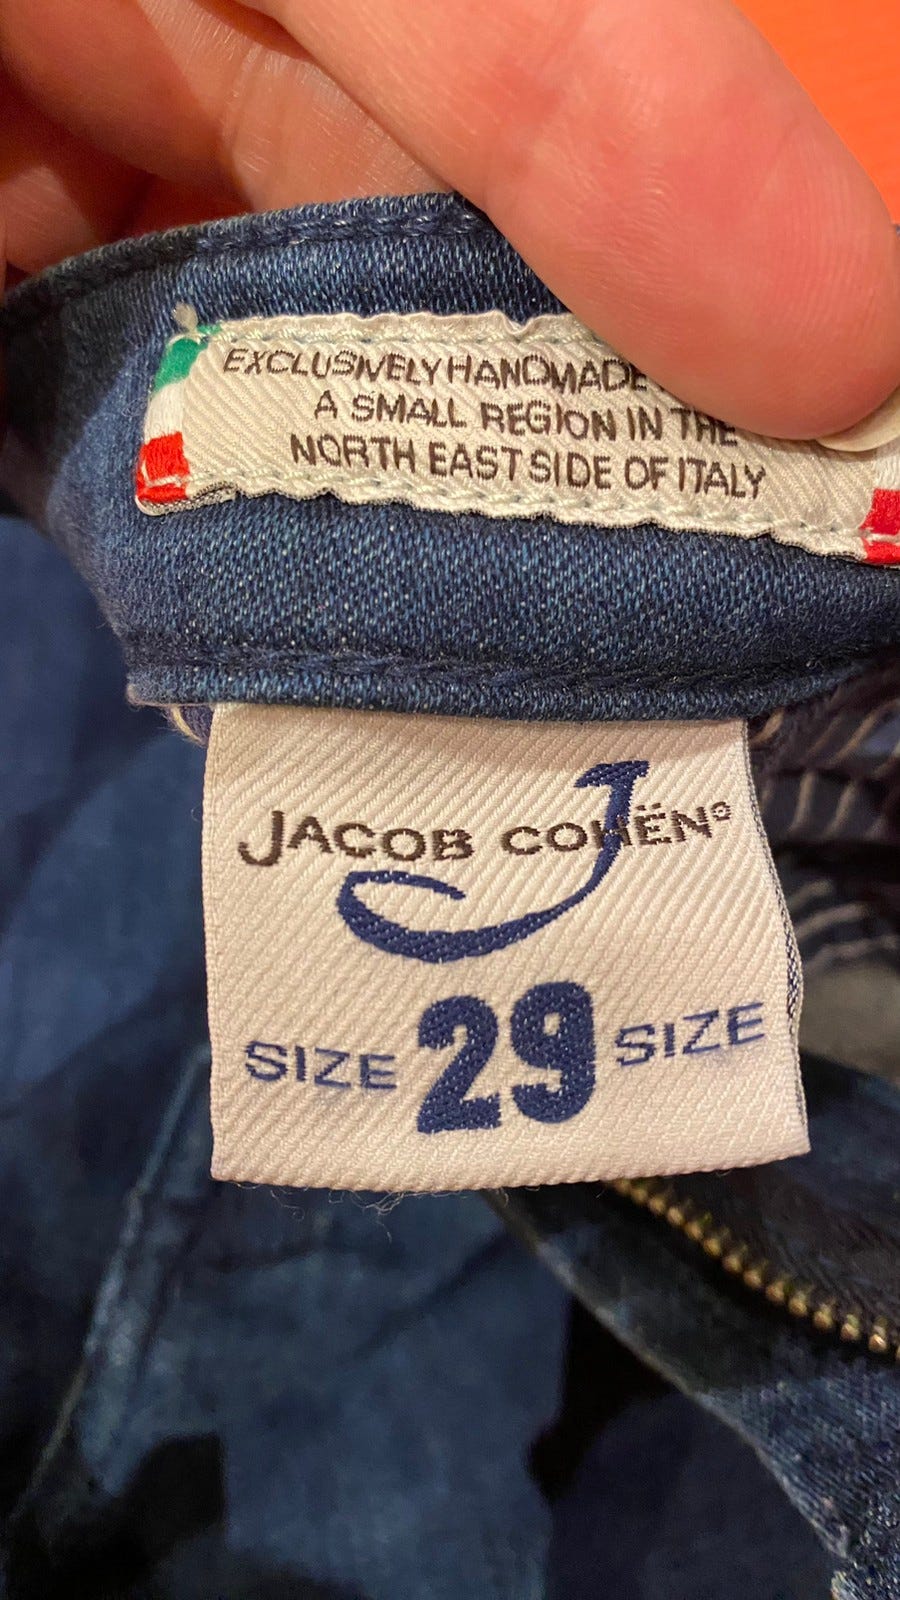 EXCLUSIVELY HANDMADE
A SMALL REGION IN THE
NORTH EAST SIDE OF ITALY
JACOB COHËN®
J
SIZE 29 SIZE